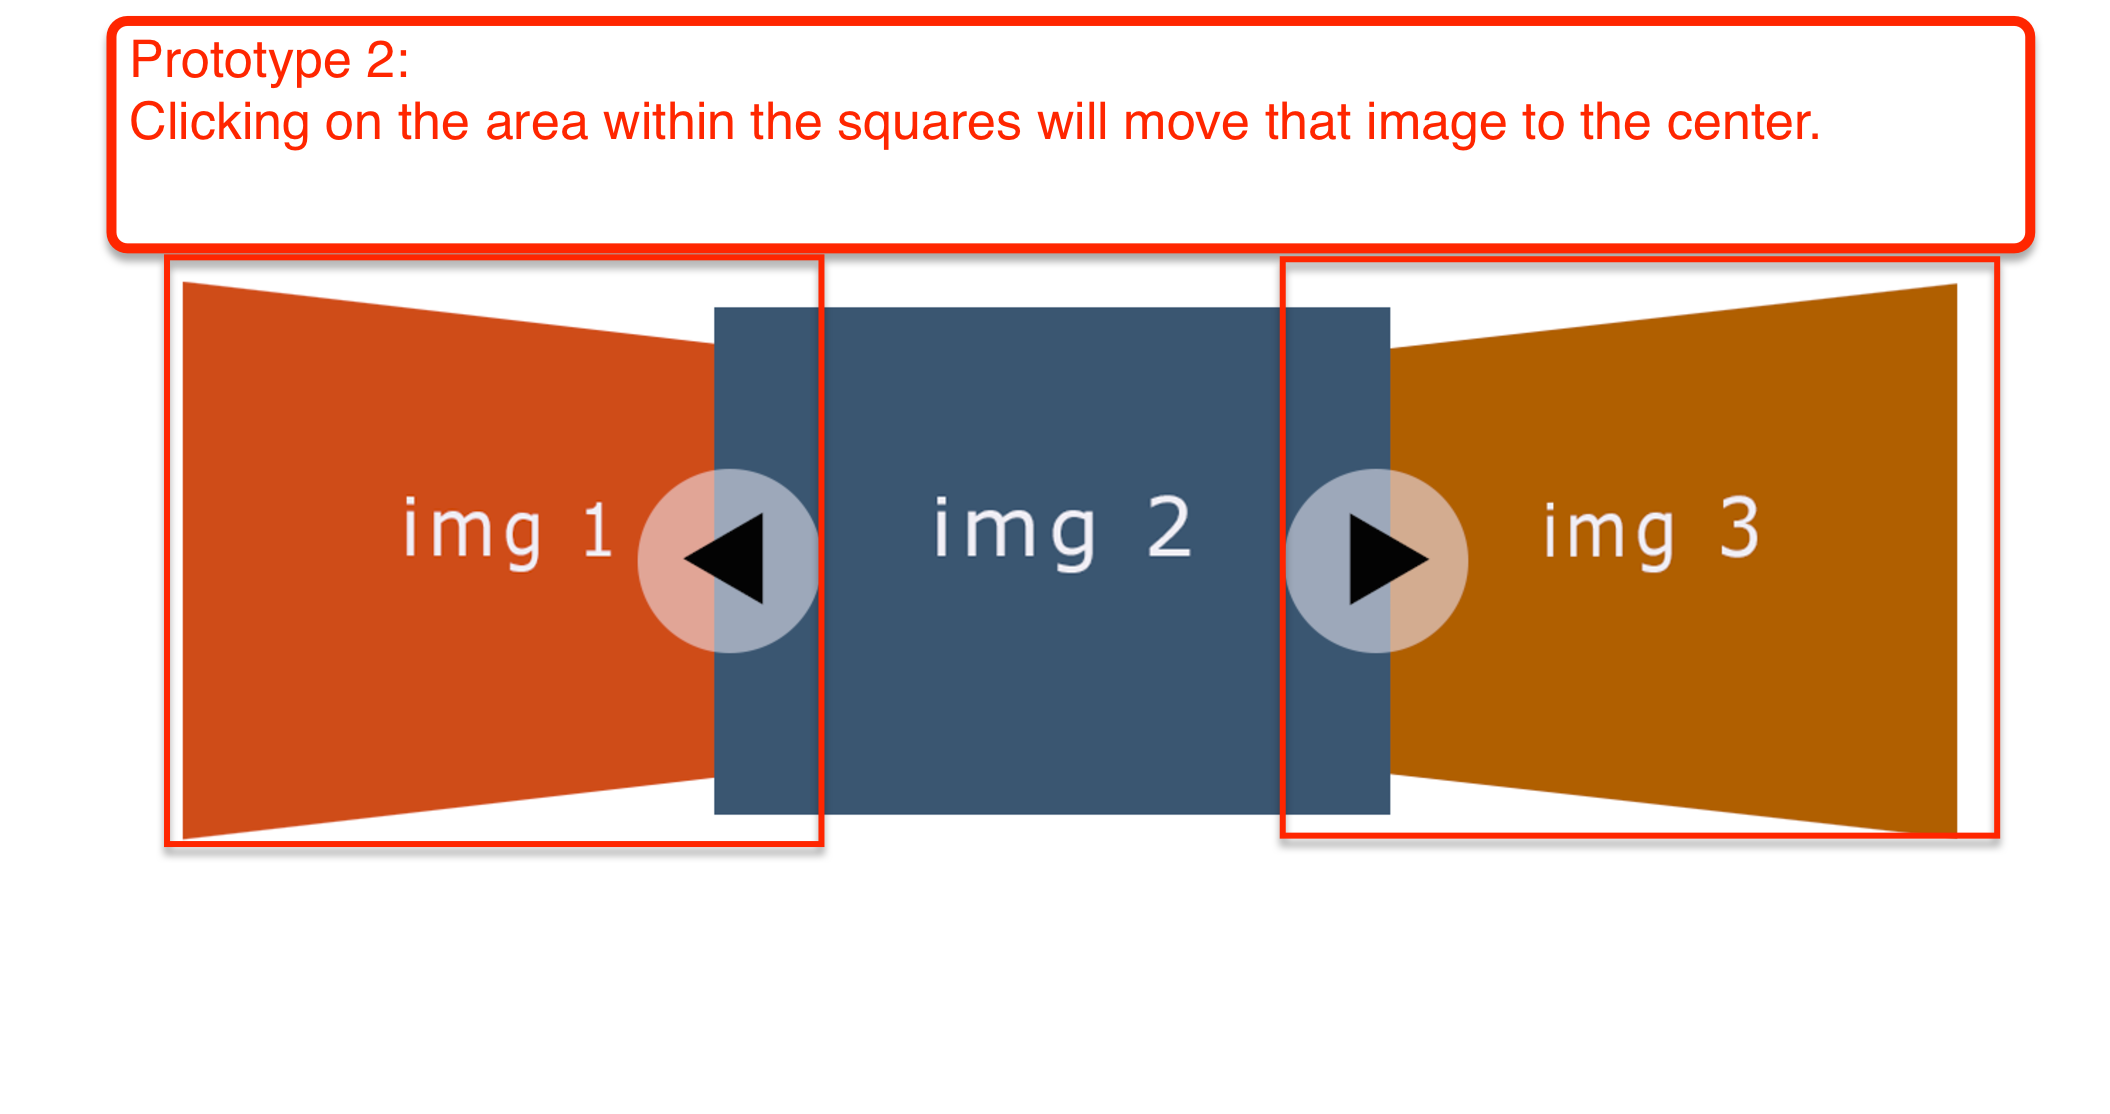 Prototype 2:
Clicking on the area within the squares will move that image to the center.
img 1
img 2
img 3